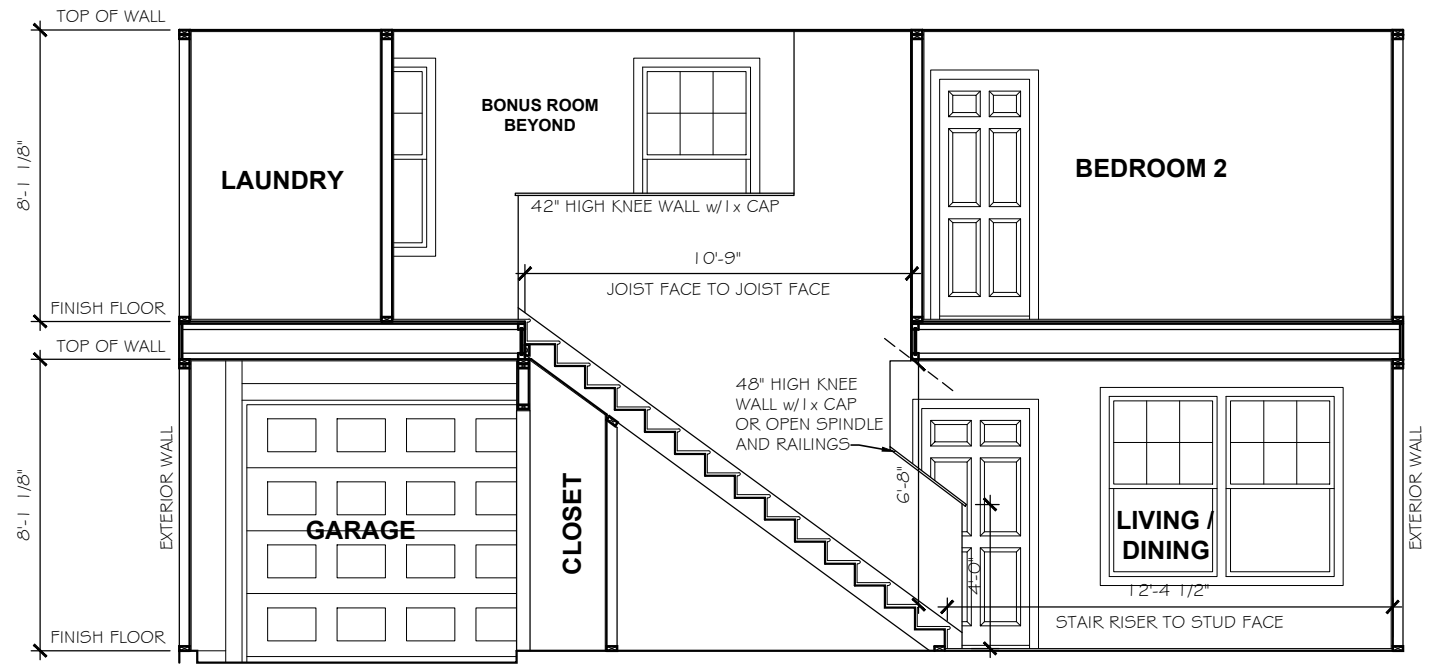 TOP OF WALL
8'-1 1/8"
LAUNDRY
BONUS ROOM
BEYOND
BEDROOM 2
42" HIGH KNEE WALL w/1x CAP
10'-9"
JOIST FACE TO JOIST FACE
FINISH FLOOR
TOP OF WALL
8'-1 1/8"
EXTERIOR WALL
GARAGE
CLOSET
48" HIGH KNEE
WALL w/1x CAP
OR OPEN SPINDLE
AND RAILINGS
6'-8"
4'-0"
LIVING /
DINING
12'-4 1/2"
STAIR RISER TO STUD FACE
EXTERIOR WALL
FINISH FLOOR